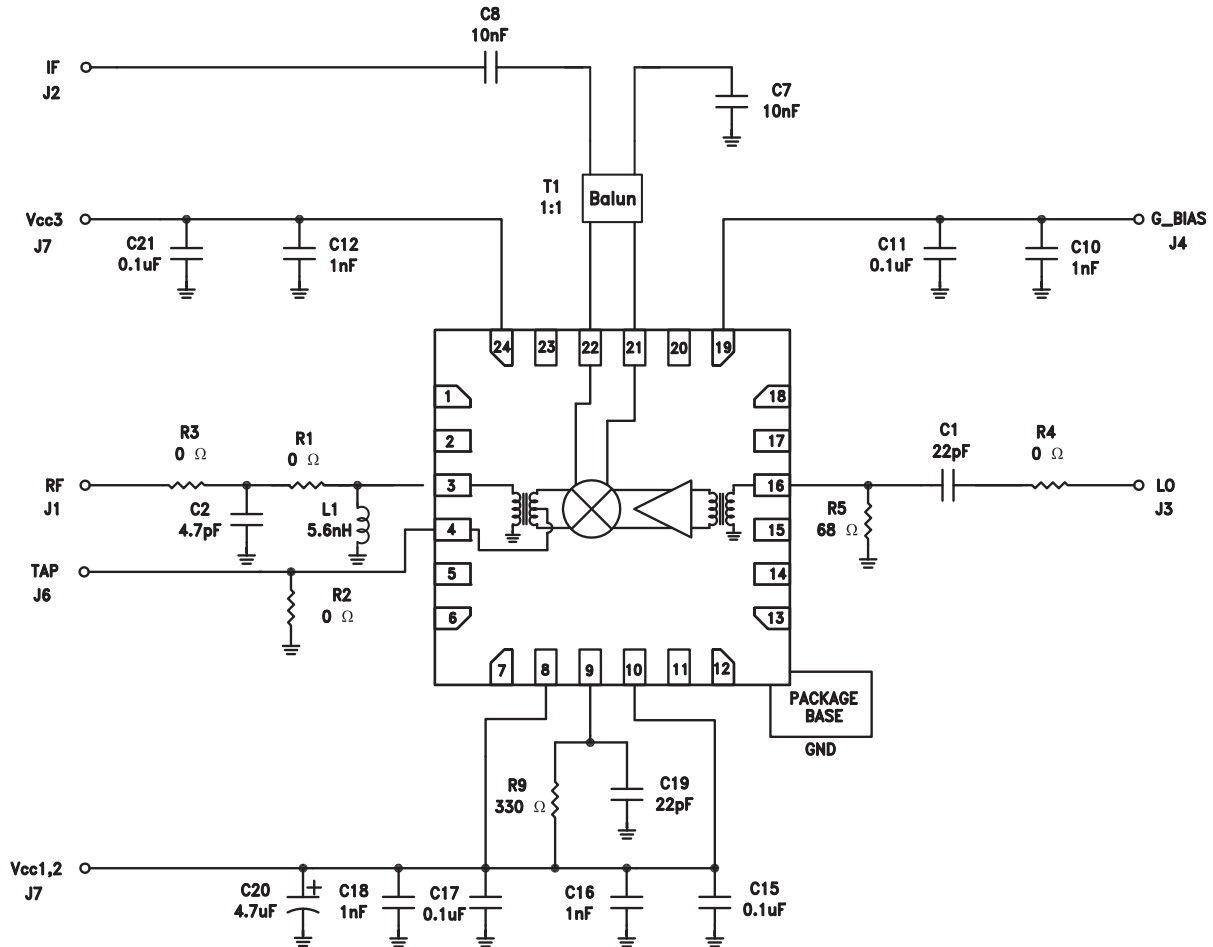 C8
10nF
IF
J2
C7
10nF
T1
1:1
Balun
Vcc3
J7
C21
0.1uF
C12
1nF
C11
0.1uF
C10
1nF
G_BIAS
J4
24
23
22
21
20
19
1
2
3
4
5
6
18
17
16
15
14
13
R3
0 Ω
R1
0 Ω
RF
J1
C2
4.7pF
L1
5.6nH
TAP
J6
R2
0 Ω
C1
22pF
R4
0 Ω
LO
J3
R5
68 Ω
7
8
9
10
11
12
PACKAGE
BASE
GND
R9
330 Ω
C19
22pF
Vcc1,2
J7
C20
4.7uF
+
C18
1nF
C17
0.1uF
C16
1nF
C15
0.1uF